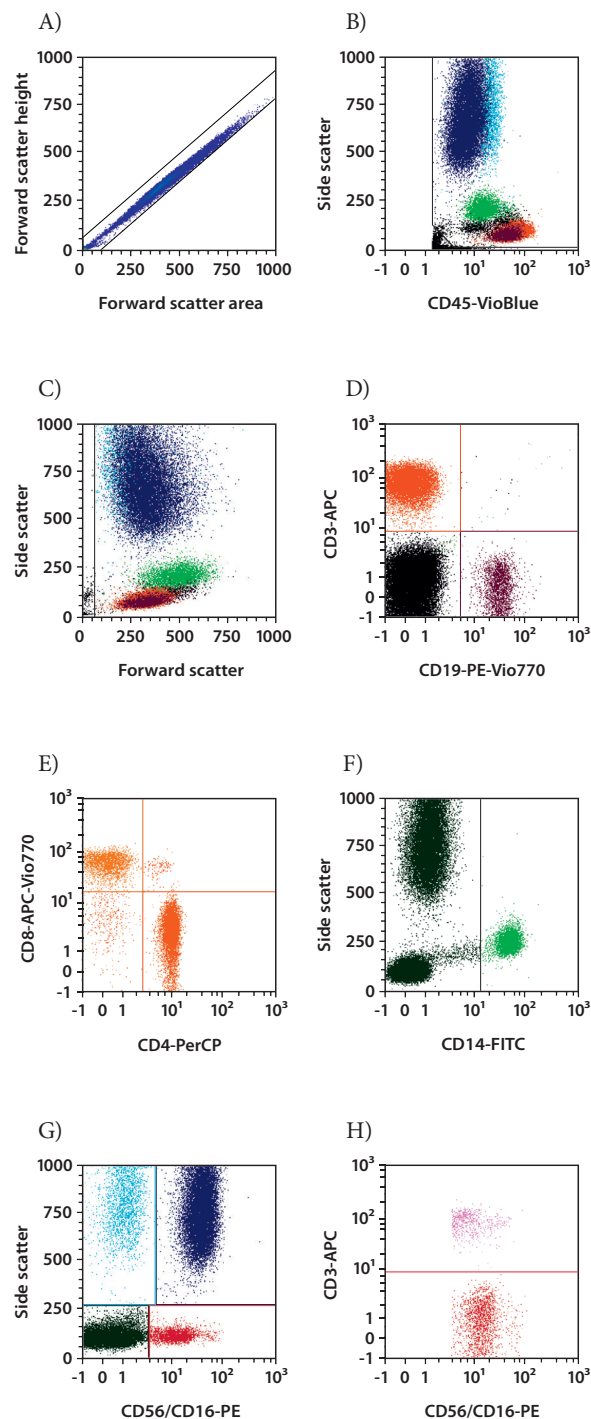 A)
Forward scatter height
1000
750
500
250
0
0 250 500 750 1000
Forward scatter area
B)
Side scatter
1000
750
500
250
0
-1 0 1 10¹ 10² 10³
CD45-VioBlue
C)
Side scatter
1000
750
500
250
0
0 250 500 750 1000
Forward scatter
D)
CD3-APC
10³
10²
10¹
1
0
-1
-1 0 1 10¹ 10² 10³
CD19-PE-Vio770
E)
CD8-APC-Vio770
10³
10²
10¹
1
0
-1
-1 0 1 10¹ 10² 10³
CD4-PerCP
F)
Side scatter
1000
750
500
250
0
-1 0 1 10¹ 10² 10³
CD14-FITC
G)
Side scatter
1000
750
500
250
0
-1 0 1 10¹ 10² 10³
CD56/CD16-PE
H)
CD3-APC
10³
10²
10¹
1
0
-1
-1 0 1 10¹ 10² 10³
CD56/CD16-PE